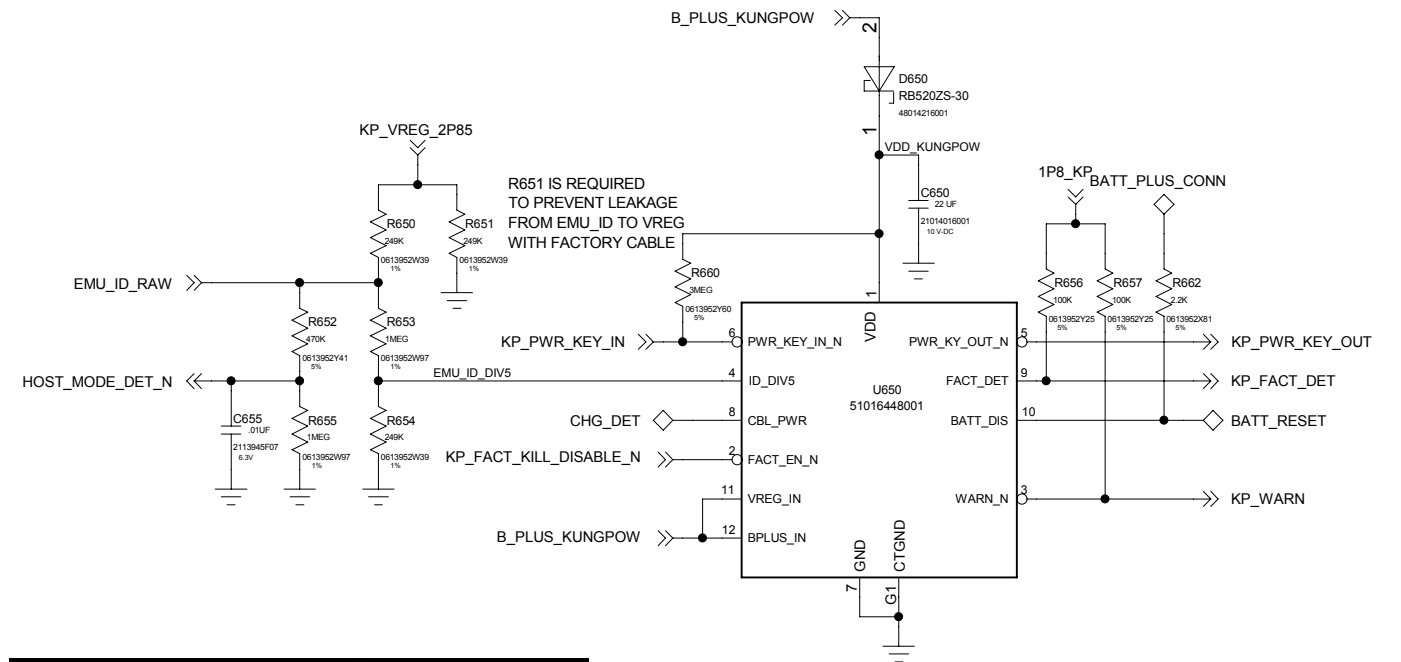 B_PLUS_KUNGPOW
2
D650
RB520ZS-30
48014216001
1
VDD_KUNGPOW
C650
22 UF
21014016001
10 V-DC
KP_VREG_2P85
R650
249K
0613952W39
1%
R651
249K
0613952W39
1%
R651 IS REQUIRED
TO PREVENT LEAKAGE
FROM EMU_ID TO VREG
WITH FACTORY CABLE
1P8_KP
BATT_PLUS_CONN
EMU_ID_RAW
R660
3MEG
0613952Y60
5%
R656
100K
0613952Y25
5%
R657
100K
0613952Y25
5%
R662
2.2K
0613952X81
5%
R652
470K
0613952Y41
5%
R653
1MEG
0613952W97
1%
1
VDD
KP_PWR_KEY_IN
6
PWR_KEY_IN_N
PWR_KY_OUT_N
5
KP_PWR_KEY_OUT
HOST_MODE_DET_N
EMU_ID_DIV5
4
ID_DIV5
FACT_DET
9
KP_FACT_DET
U650
51016448001
C655
.01UF
2113945F07
6.3V
R655
1MEG
0613952W97
1%
R654
249K
0613952W39
1%
CHG_DET
8
CBL_PWR
BATT_DIS
10
BATT_RESET
KP_FACT_KILL_DISABLE_N
2
FACT_EN_N
11
VREG_IN
WARN_N
3
KP_WARN
B_PLUS_KUNGPOW
12
BPLUS_IN
GND
CTGND
7
G1